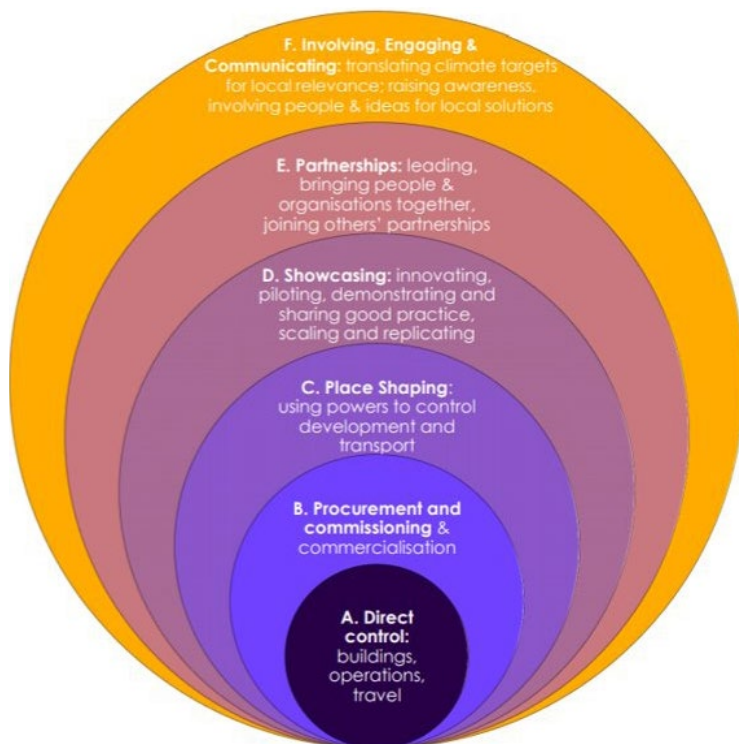 F. Involving, Engaging &
Communicating: translating climate targets
for local relevance; raising awareness,
involving people & ideas for local solutions
E. Partnerships: leading,
bringing people &
organisations together,
joining others' partnerships
D. Showcasing: innovating,
piloting, demonstrating and
sharing good practice,
scaling and replicating
C. Place Shaping:
using powers to control
development and
transport
B. Procurement and
commissioning &
commercialisation
A. Direct
control:
buildings,
operations,
travel